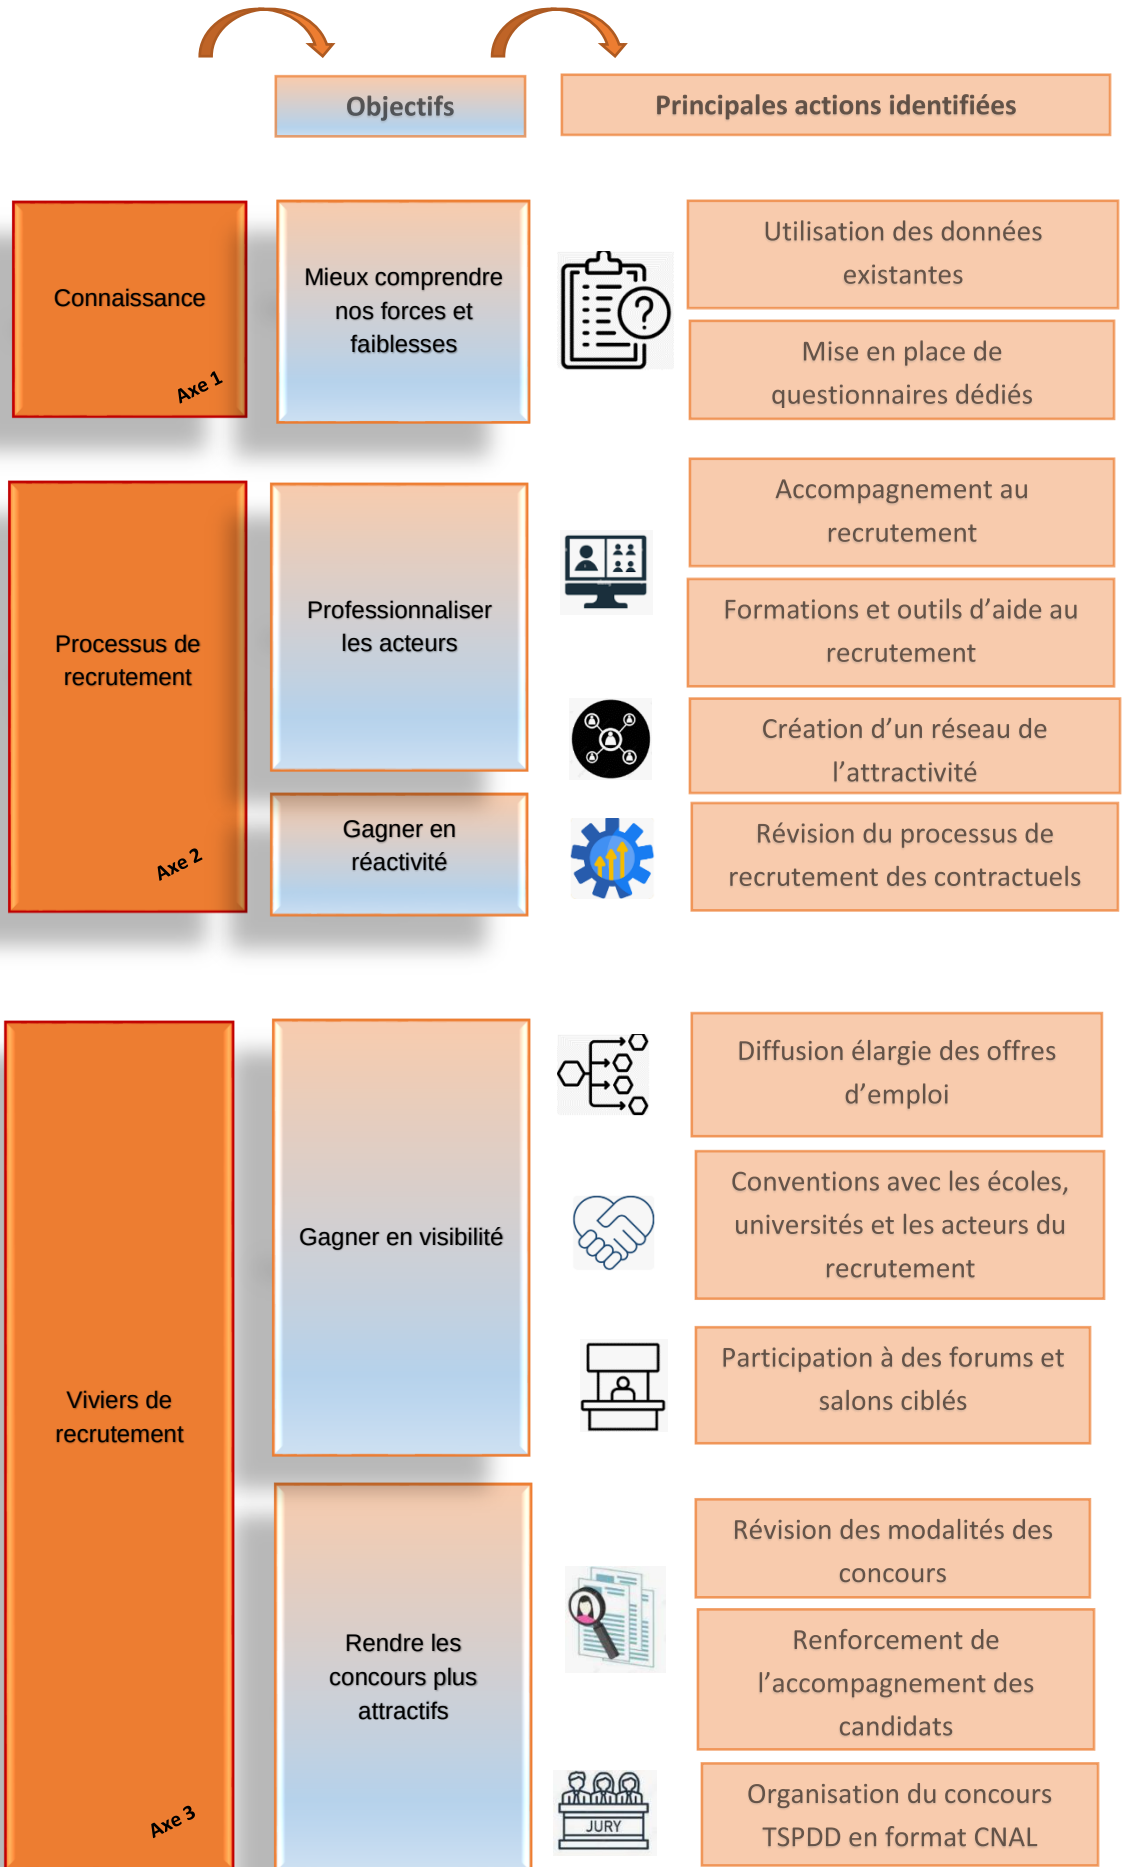 Objectifs
Principales actions identifiées
Connaissance
Axe 1
Mieux comprendre
nos forces et
faiblesses
Utilisation des données
existantes
Mise en place de
questionnaires dédiés
Processus de
recrutement
Axe 2
Professionnaliser
les acteurs
Accompagnement au
recrutement
Formations et outils d’aide au
recrutement
Création d’un réseau de
l’attractivité
Gagner en
réactivité
Révision du processus de
recrutement des contractuels
Viviers de
recrutement
Axe 3
Gagner en visibilité
Diffusion élargie des offres
d’emploi
Conventions avec les écoles,
universités et les acteurs du
recrutement
Participation à des forums et
salons ciblés
Rendre les
concours plus
attractifs
Révision des modalités des
concours
Renforcement de
l’accompagnement des
candidats
JURY
Organisation du concours
TSPDD en format CNAL